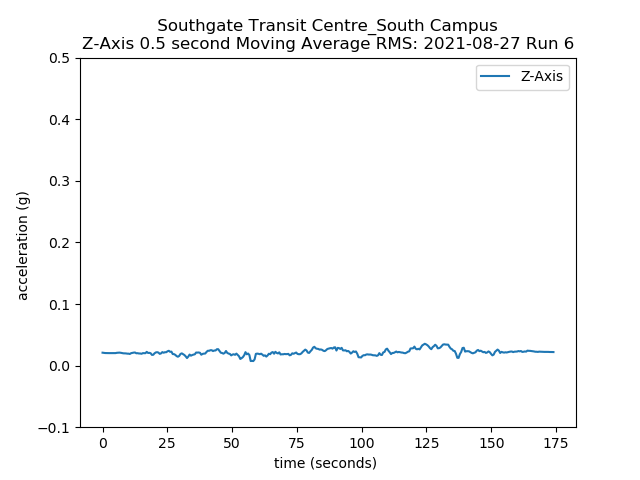 Southgate Transit Centre_South Campus
Z-Axis 0.5 second Moving Average RMS: 2021-08-27 Run 6
Z-Axis
0.5
0.4
0.3
0.2
0.1
0.0
−0.1
acceleration (g)
0 25 50 75 100 125 150 175
time (seconds)